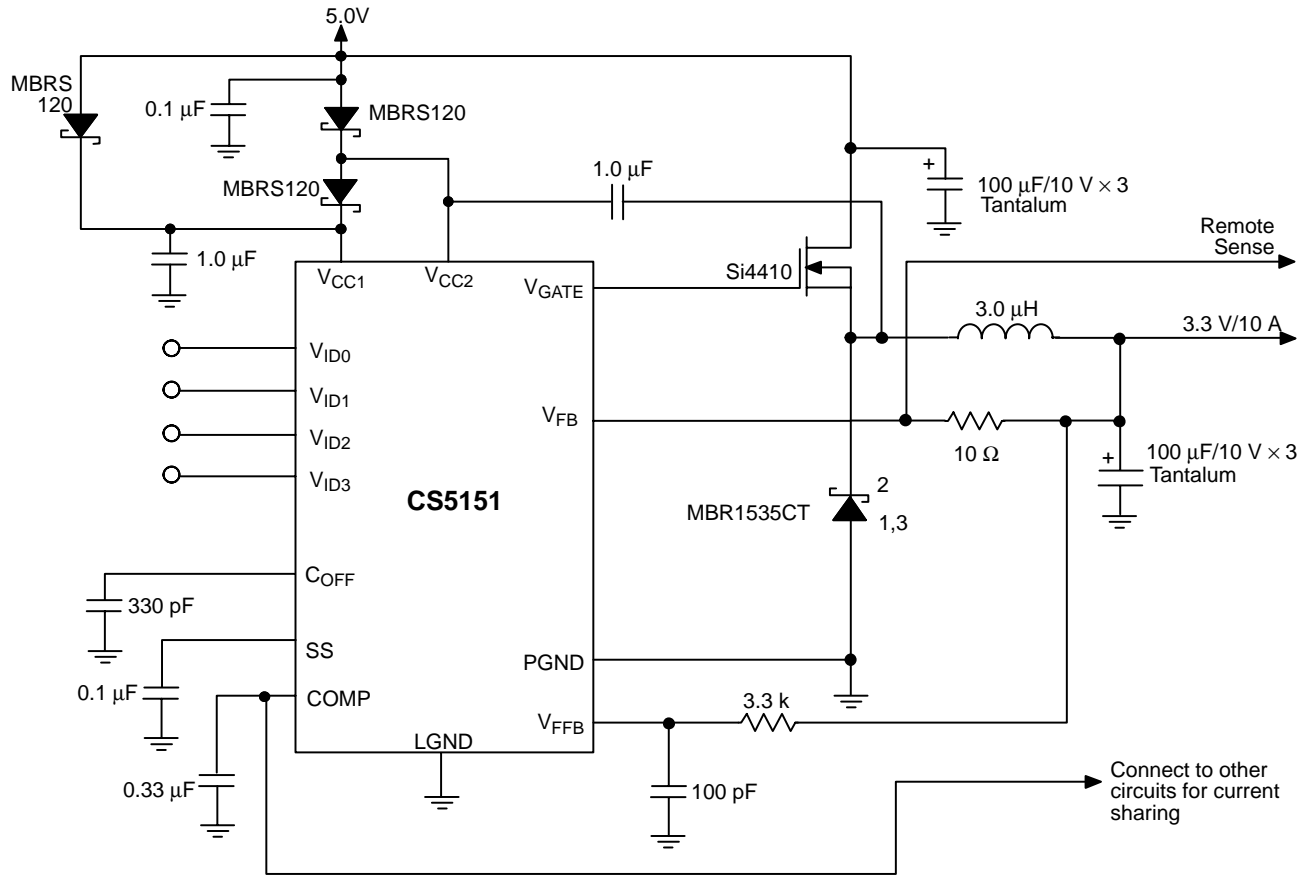 5.0V
MBRS
120
0.1 μF
MBRS120
MBRS120
1.0 μF
1.0 μF
+
100 μF/10 V × 3
Tantalum
Remote
Sense
VCC1
VCC2
VGATE
Si4410
3.0 μH
3.3 V/10 A
VID0
VID1
VID2
VID3
VFB
10 Ω
+
100 μF/10 V × 3
Tantalum
CS5151
MBR1535CT
2
1,3
COFF
330 pF
SS
0.1 μF
COMP
PGND
3.3 k
VFFB
LGND
0.33 μF
100 pF
Connect to other
circuits for current
sharing